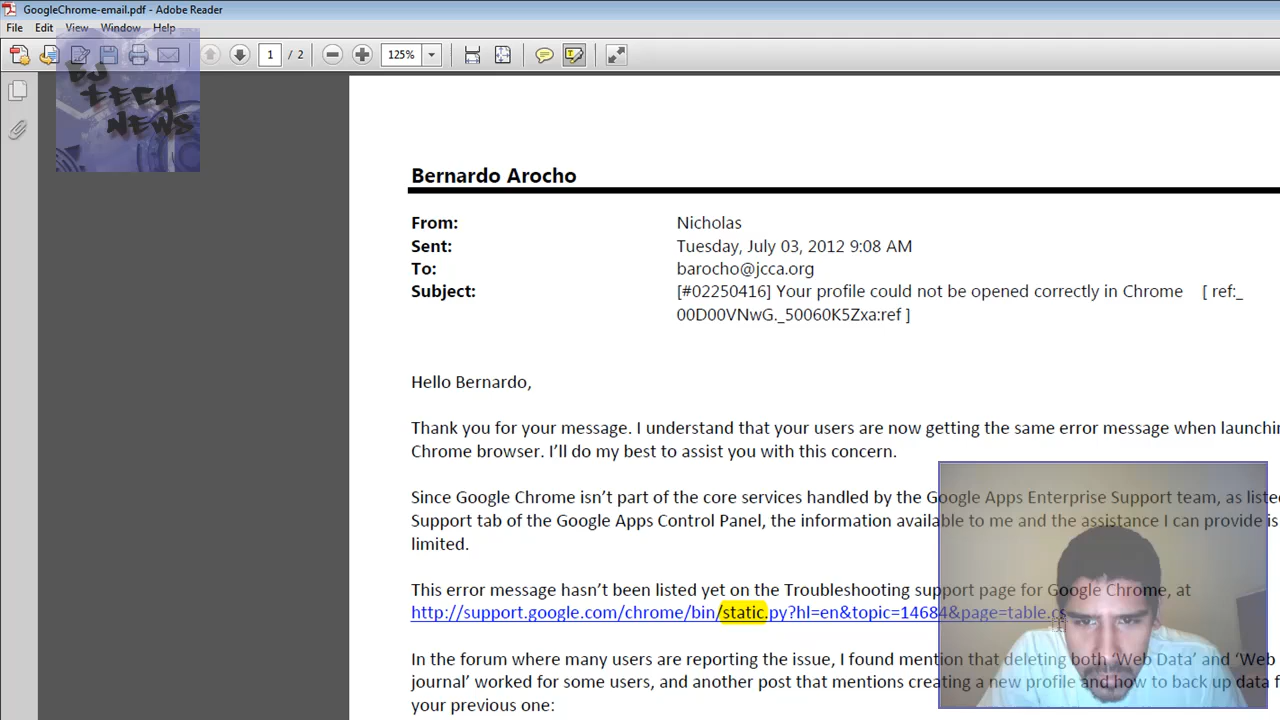 GoogleChrome-email.pdf - Adobe Reader
File Edit View Window Help
1 / 2 125%
BJ
TECH
NEWS
Bernardo Arocho
From: Nicholas
Sent: Tuesday, July 03, 2012 9:08 AM
To: barocho@jcca.org
Subject: [#02250416] Your profile could not be opened correctly in Chrome [ ref:_
00D00VNwG._50060K5Zxa:ref ]
Hello Bernardo,
Thank you for your message. I understand that your users are now getting the same error message when launchin
Chrome browser. I'll do my best to assist you with this concern.
Since Google Chrome isn't part of the core services handled by the Google Apps Enterprise Support team, as liste
Support tab of the Google Apps Control Panel, the information available to me and the assistance I can provide is
limited.
This error message hasn't been listed yet on the Troubleshooting support page for Google Chrome, at
http://support.google.com/chrome/bin/static.py?hl=en&topic=14684&page=table.cs
In the forum where many users are reporting the issue, I found mention that deleting both 'Web Data' and 'Web
journal' worked for some users, and another post that mentions creating a new profile and how to back up data f
your previous one: